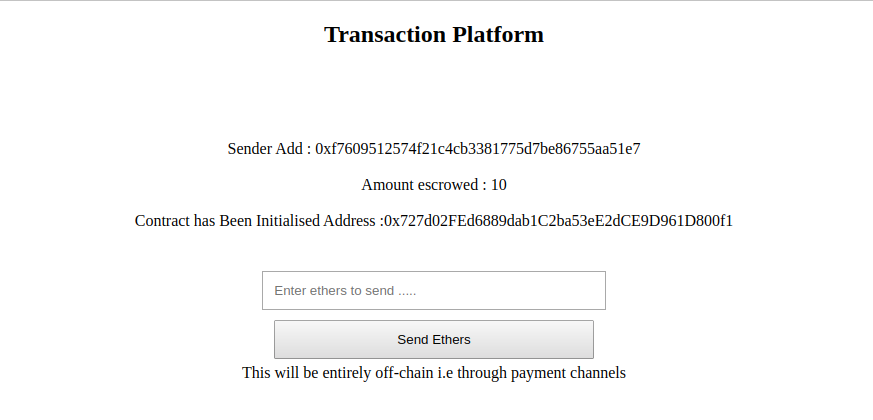 Transaction Platform
Sender Add : 0xf7609512574f21c4cb3381775d7be86755aa51e7
Amount escrowed : 10
Contract has Been Initialised Address :0x727d02FEd6889dab1C2ba53eE2dCE9D961D800f1
Enter ethers to send .....
Send Ethers
This will be entirely off-chain i.e through payment channels